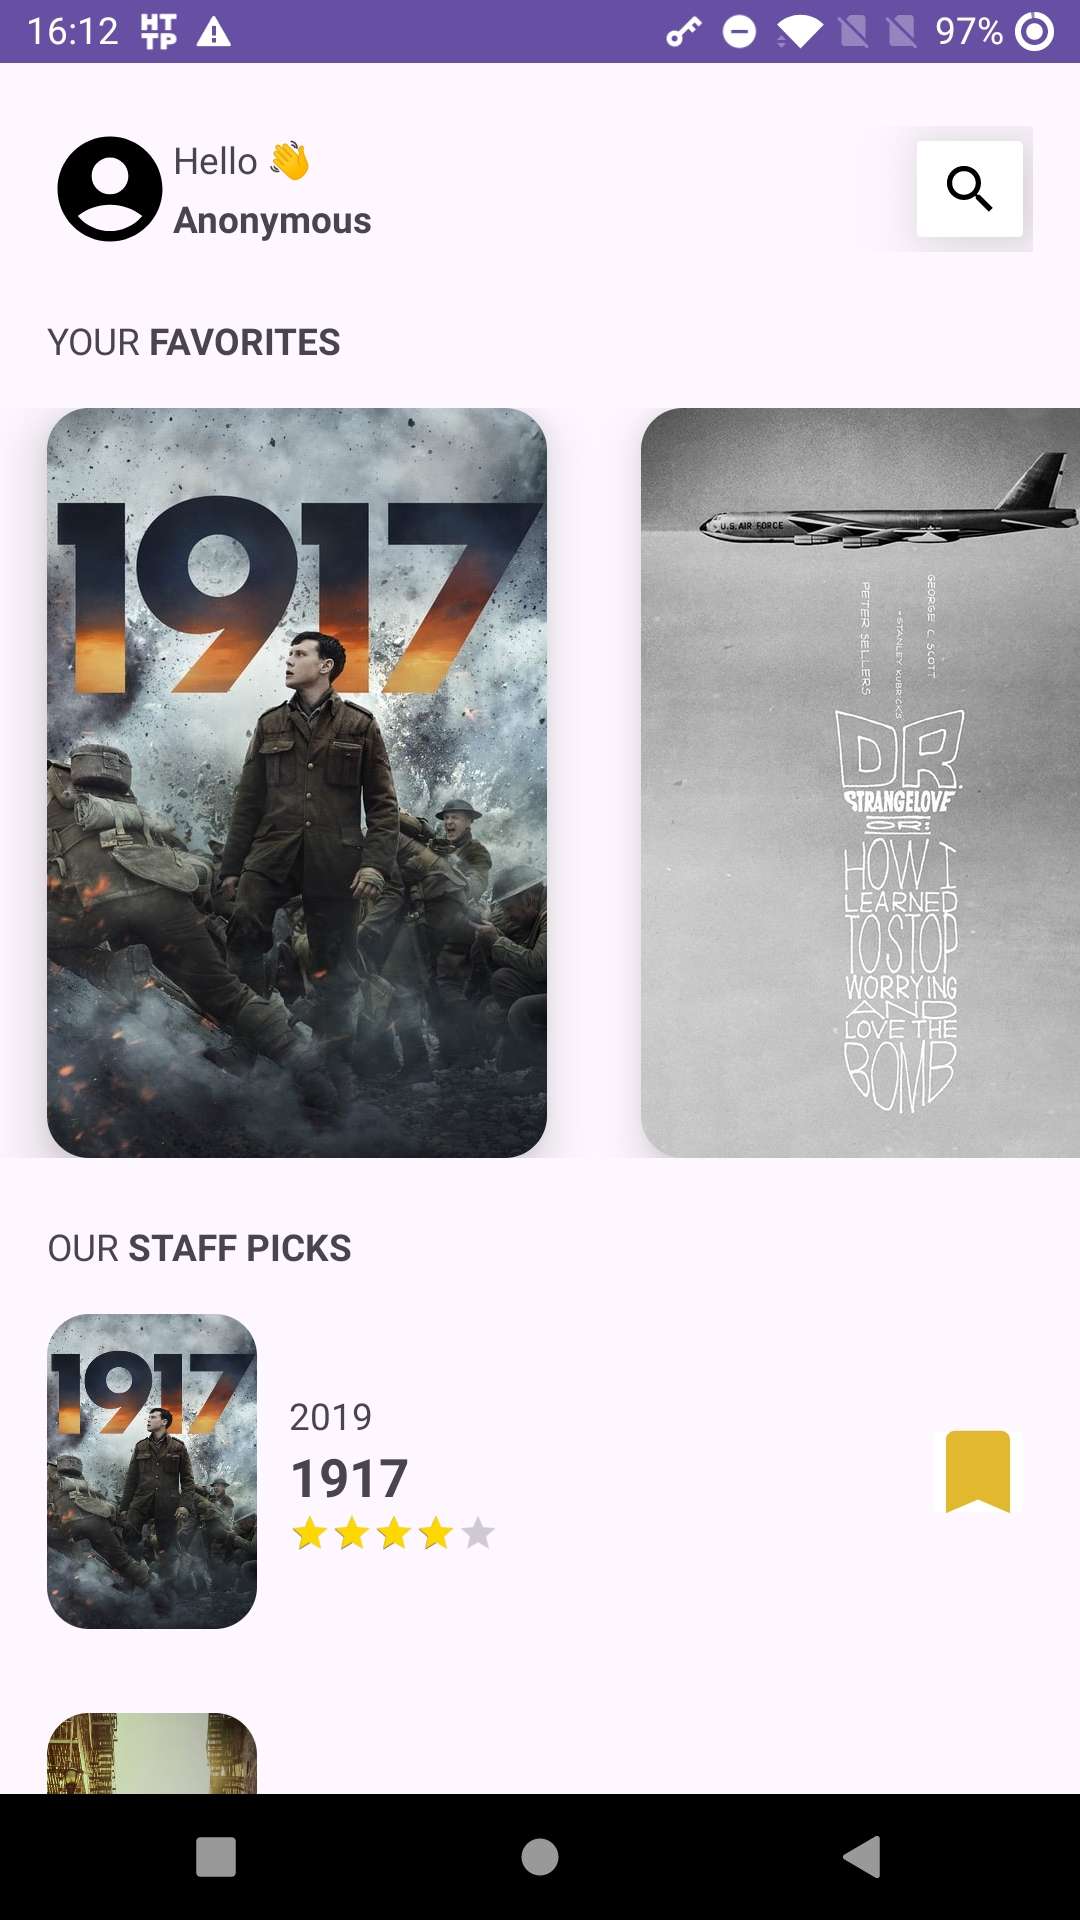 16:12 HT TP 97%
Hello 👋
Anonymous
YOUR FAVORITES
1917
U.S. AIR FORCE
PETER SELLERS
GEORGE C. SCOTT
"STANLEY KUBRICKS
DR.
STRANGELOVE
OR:
HOW I
LEARNED
TO STOP
WORRYING
AND
LOVE THE
BOMB
OUR STAFF PICKS
1917
2019
1917